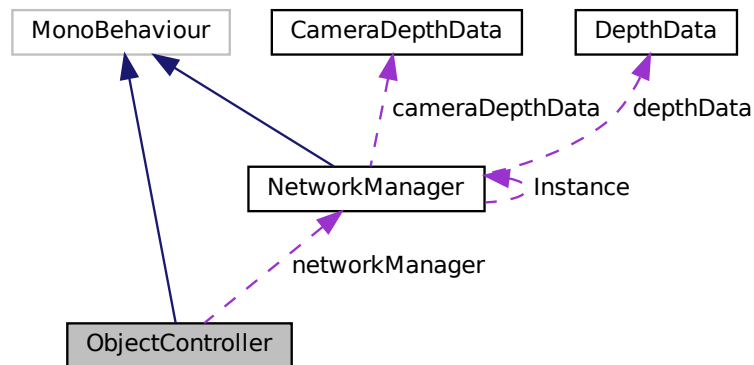 MonoBehaviour
CameraDepthData
DepthData
cameraDepthData
depthData
NetworkManager
Instance
networkManager
ObjectController